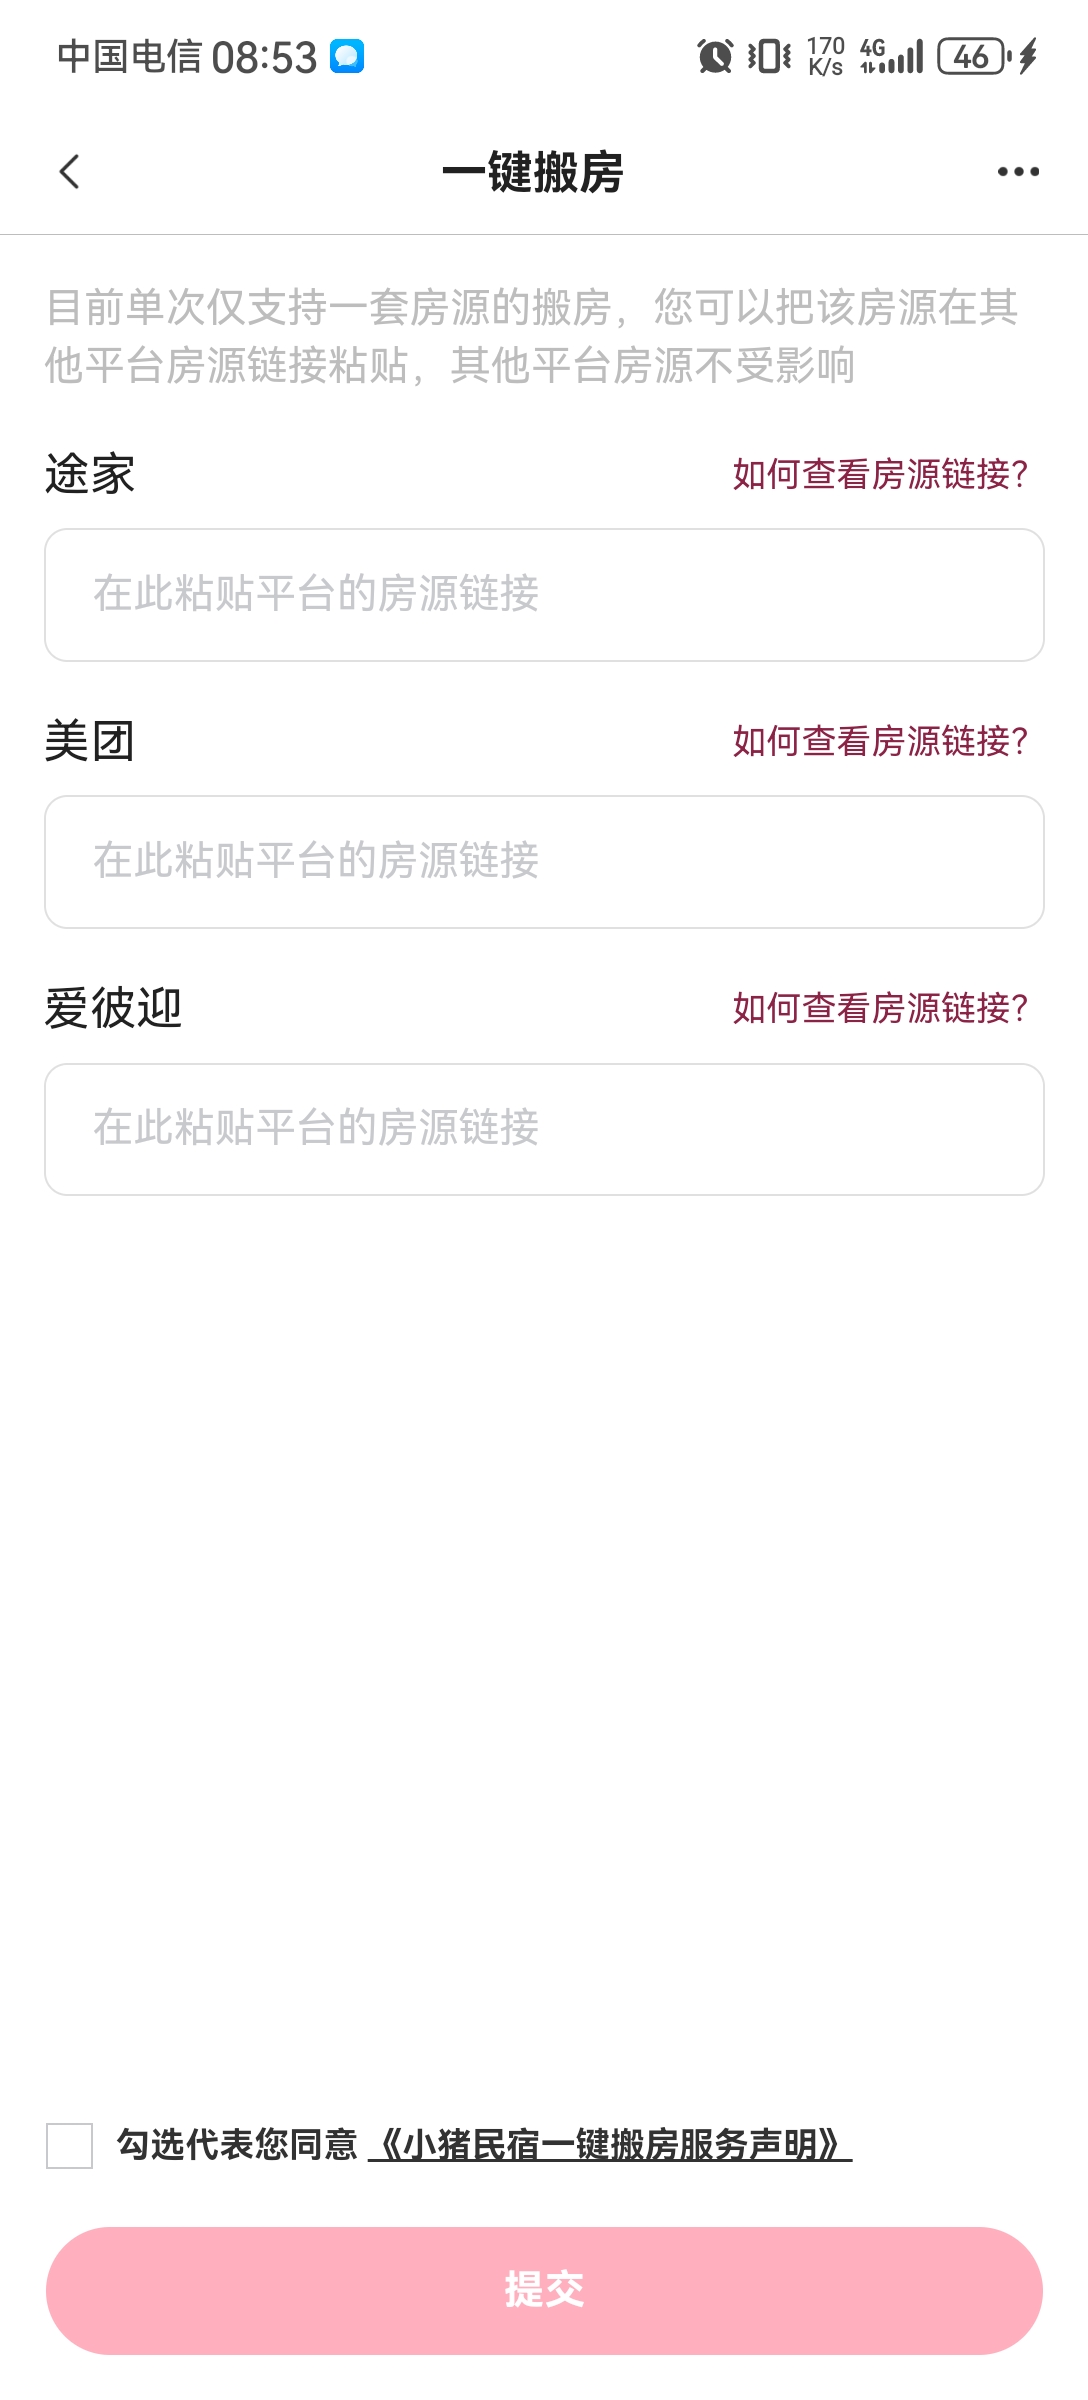 中国电信 08:53 170 K/s 4G 46
一键搬房
目前单次仅支持一套房源的搬房，您可以把该房源在其
他平台房源链接粘贴，其他平台房源不受影响
途家 如何查看房源链接？
在此粘贴平台的房源链接
美团 如何查看房源链接？
在此粘贴平台的房源链接
爱彼迎 如何查看房源链接？
在此粘贴平台的房源链接
勾选代表您同意《小猪民宿一键搬房服务声明》
提交